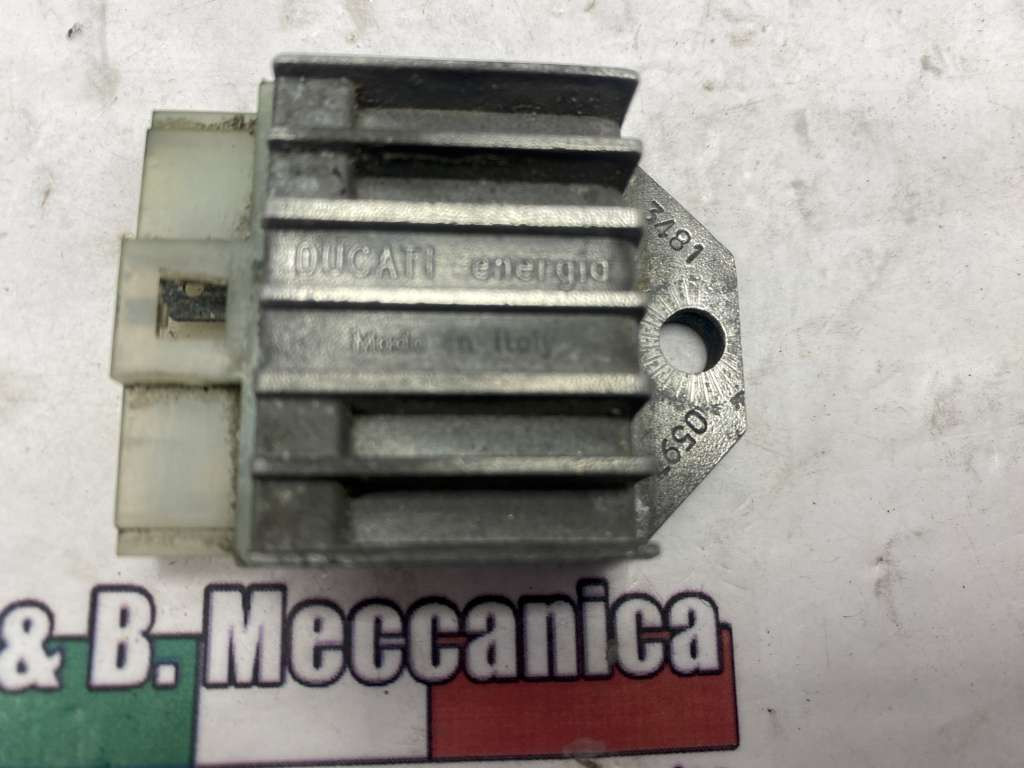 3481
DUCATI energia
Made in Italy
059
& B. Meccanica